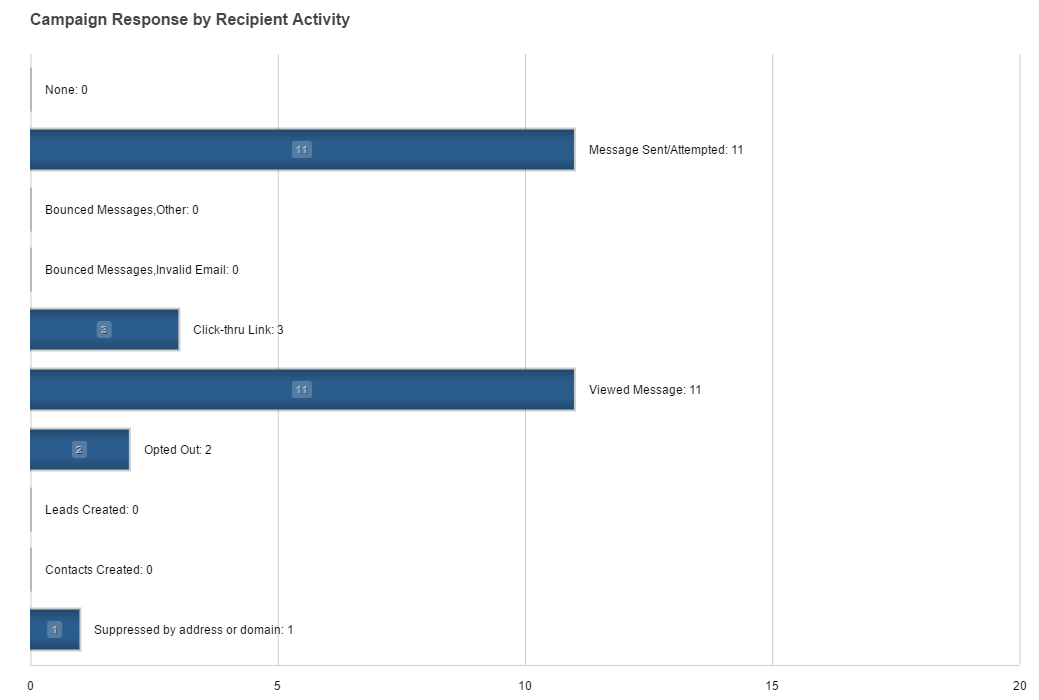 Campaign Response by Recipient Activity
None: 0
11 Message Sent/Attempted: 11
Bounced Messages,Other: 0
Bounced Messages,Invalid Email: 0
3 Click-thru Link: 3
11 Viewed Message: 11
2 Opted Out: 2
Leads Created: 0
Contacts Created: 0
1 Suppressed by address or domain: 1
0 5 10 15 20